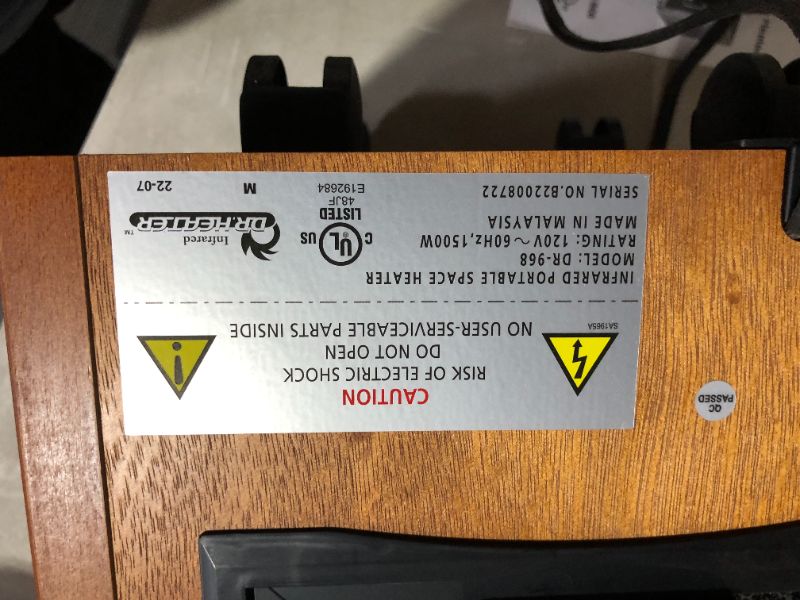 CAUTION
RISK OF ELECTRIC SHOCK
DO NOT OPEN
NO USER-SERVICEABLE PARTS INSIDE
SA1965A
INFRARED PORTABLE SPACE HEATER
MODEL: DR-968
RATING: 120V ~ 60Hz, 1500W
MADE IN MALAYSIA
SERIAL NO.B22008722
C UL US
®
LISTED
48JF
E192684
Infrared
DR.HEATER™
M
22-07
QC
PASSED